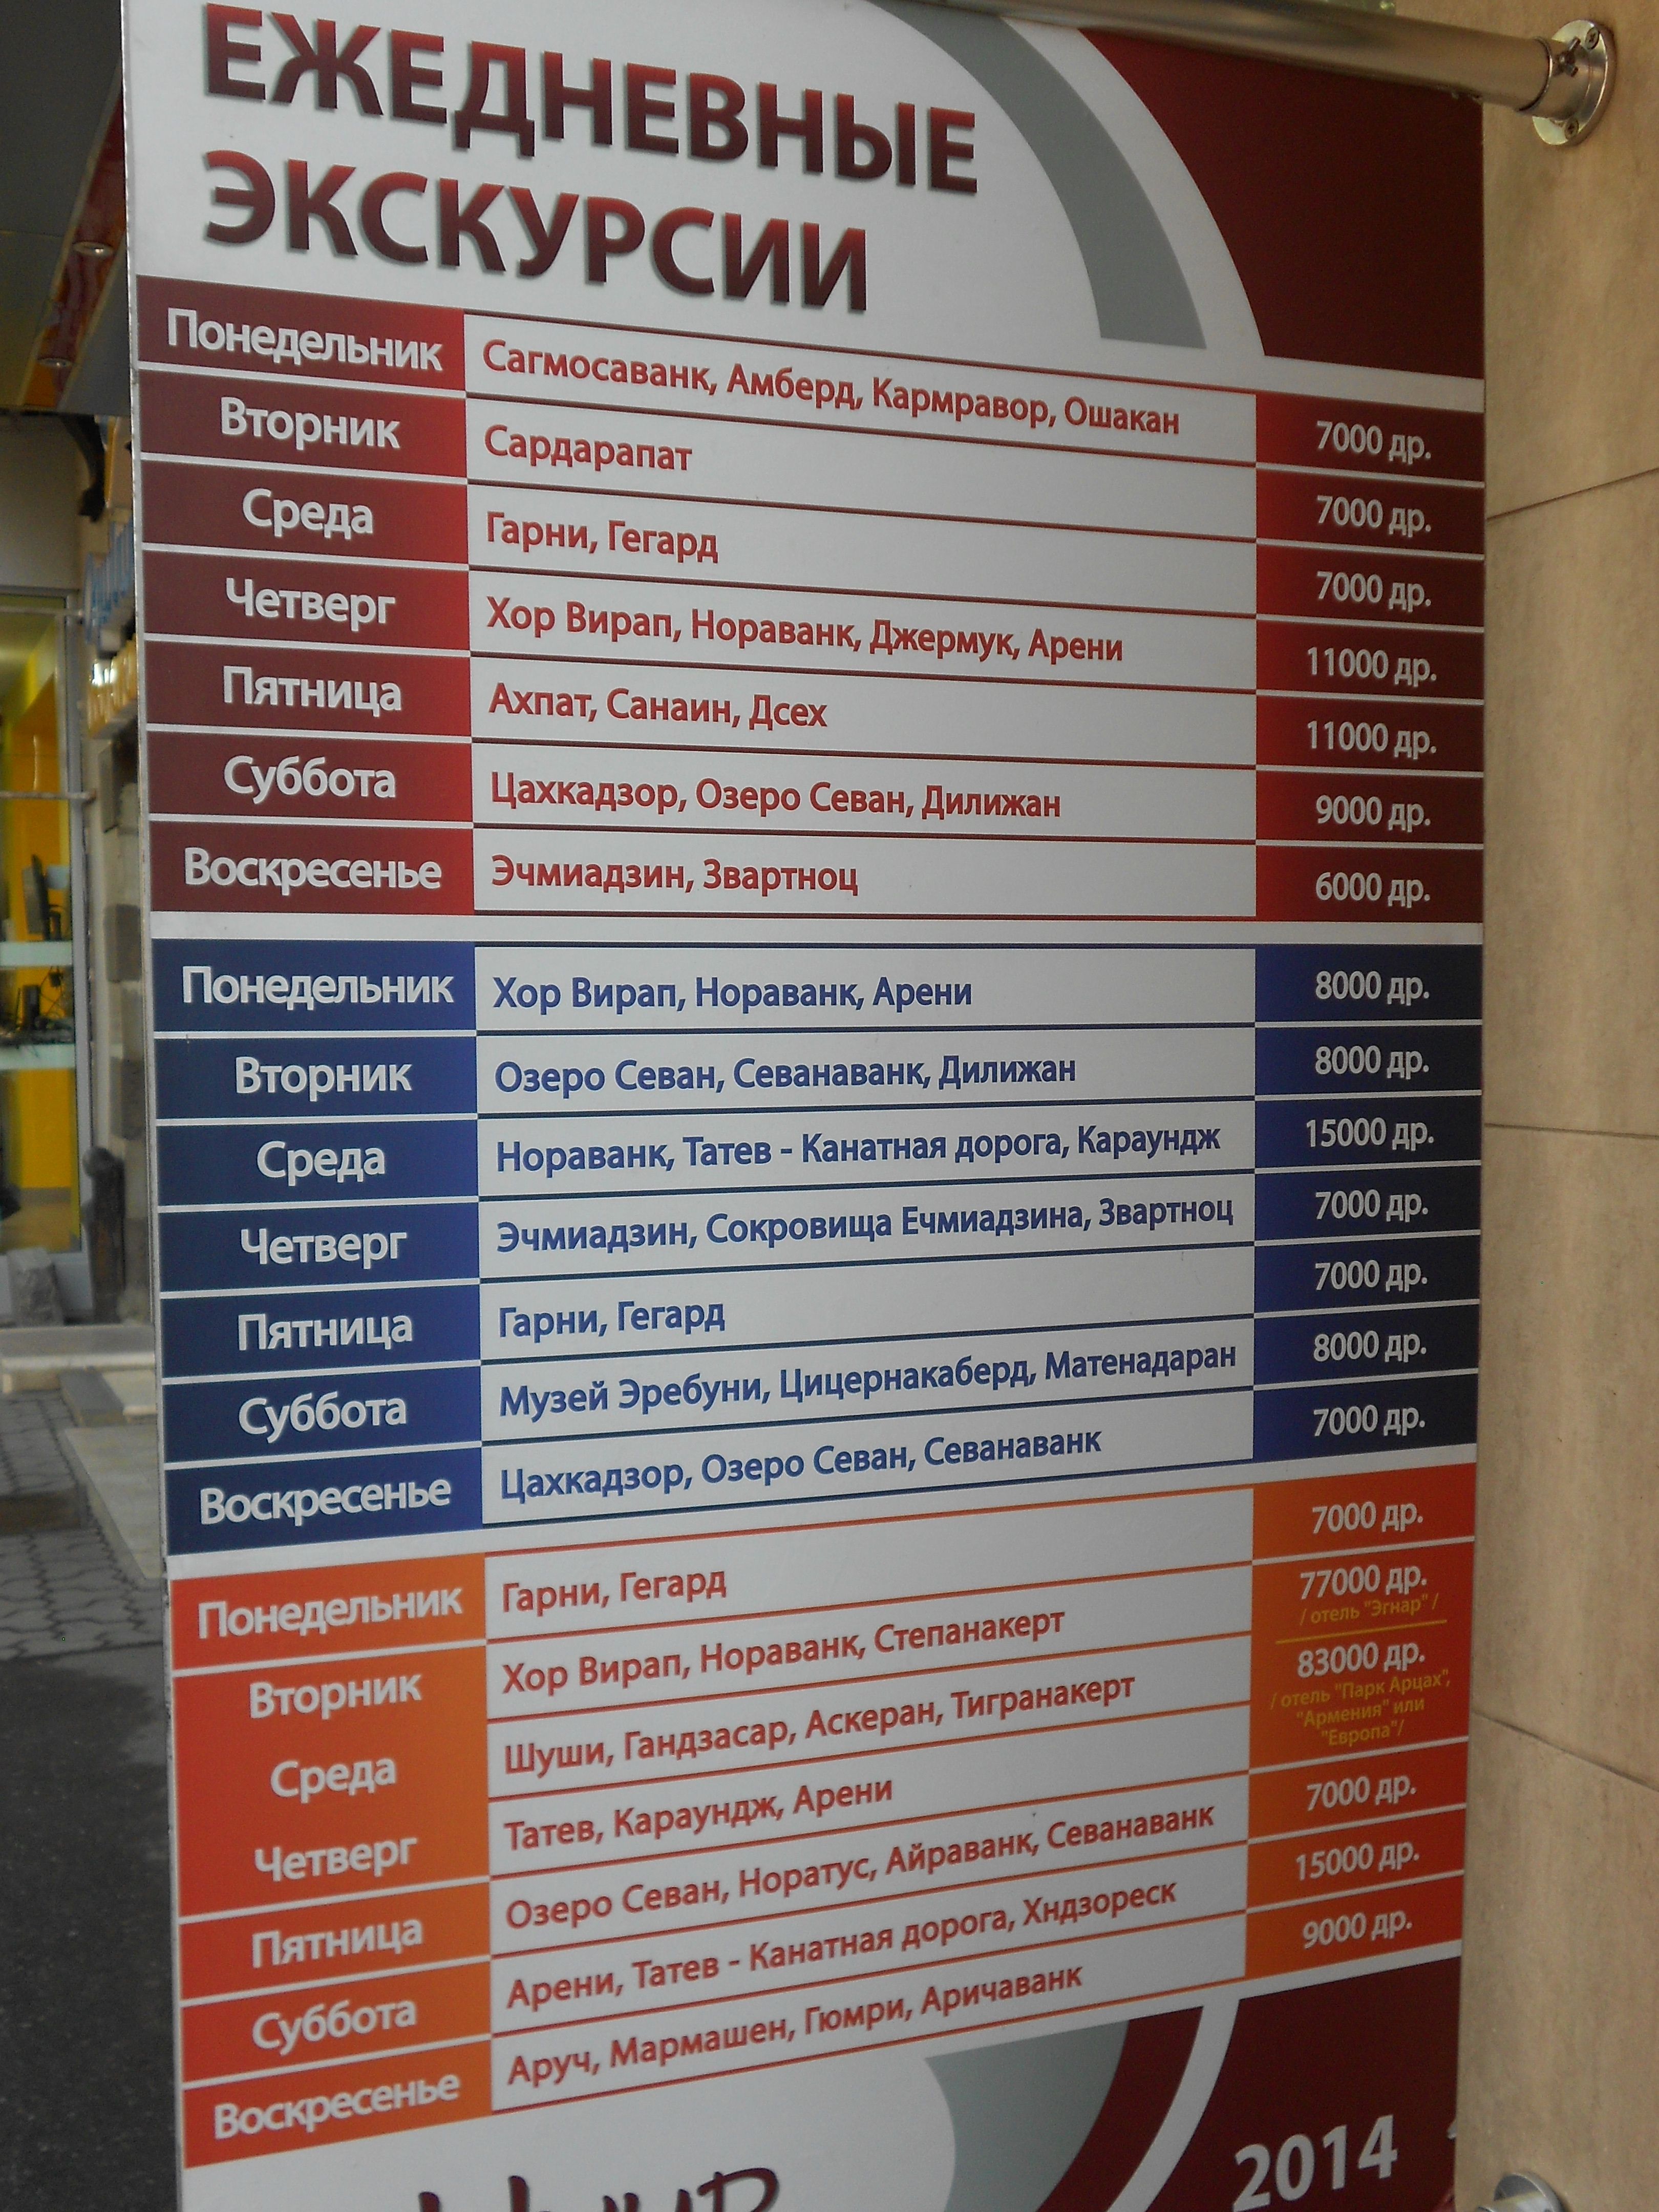 ЕЖЕДНЕВНЫЕ
ЭКСКУРСИИ
Понедельник Сагмосаванк, Амберд, Кармравор, Ошакан 7000 др.
Вторник Сардарапат 7000 др.
Среда Гарни, Гегард 7000 др.
Четверг Хор Вирап, Нораванк, Джермук, Арени 11000 др.
Пятница Ахпат, Санаин, Дсех 11000 др.
Суббота Цахкадзор, Озеро Севан, Дилижан 9000 др.
Воскресенье Эчмиадзин, Звартноц 6000 др.
Понедельник Хор Вирап, Нораванк, Арени 8000 др.
Вторник Озеро Севан, Севанаванк, Дилижан 8000 др.
Среда Нораванк, Татев - Канатная дорога, Караундж 15000 др.
Четверг Эчмиадзин, Сокровища Ечмиадзина, Звартноц 7000 др.
Пятница Гарни, Гегард 7000 др.
Суббота Музей Эребуни, Цицернакаберд, Матенадаран 8000 др.
Воскресенье Цахкадзор, Озеро Севан, Севанаванк 7000 др.
Понедельник Гарни, Гегард 7000 др.
Вторник Хор Вирап, Нораванк, Степанакерт
Среда Шуши, Гандзасар, Аскеран, Тигранакерт
Четверг Татев, Караундж, Арени
77000 др.
/ отель "Эгнар" /
83000 др.
/ отель "Парк Арцах",
"Армения" или
"Европа"/
Пятница Озеро Севан, Норатус, Айраванк, Севанаванк 7000 др.
Суббота Арени, Татев - Канатная дорога, Хндзореск 15000 др.
Воскресенье Аруч, Мармашен, Гюмри, Аричаванк 9000 др.
2014